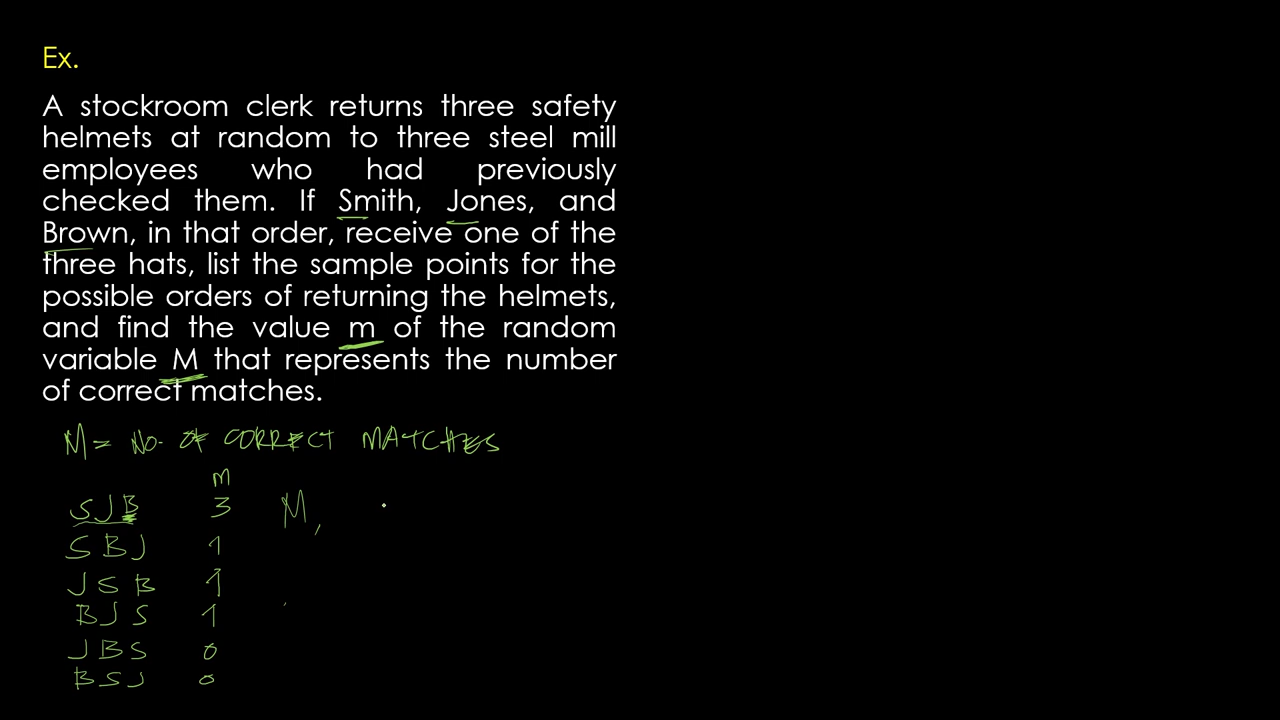 Ex.
A stockroom clerk returns three safety
helmets at random to three steel mill
employees who had previously
checked them. If Smith, Jones, and
Brown, in that order, receive one of the
three hats, list the sample points for the
possible orders of returning the helmets,
and find the value m of the random
variable M that represents the number
of correct matches.
M = NO. OF CORRECT MATCHES
m
SJB 3 M,
SBJ 1
JSB 1
BJS 1
JBS 0
BSJ 0